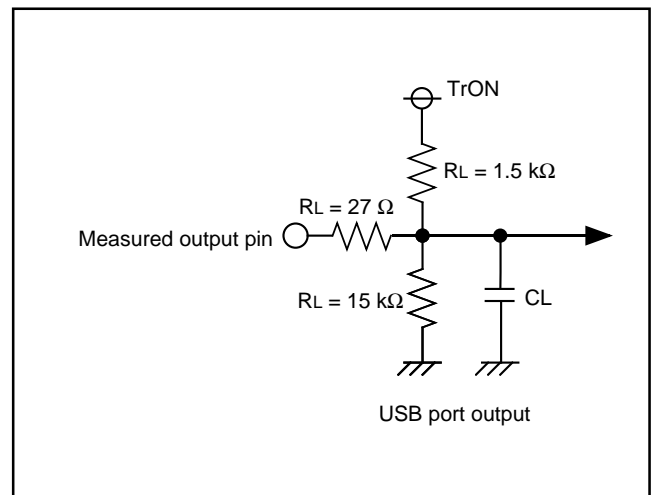 TrON
RL = 1.5 kΩ
RL = 27 Ω
Measured output pin
RL = 15 kΩ
CL
USB port output